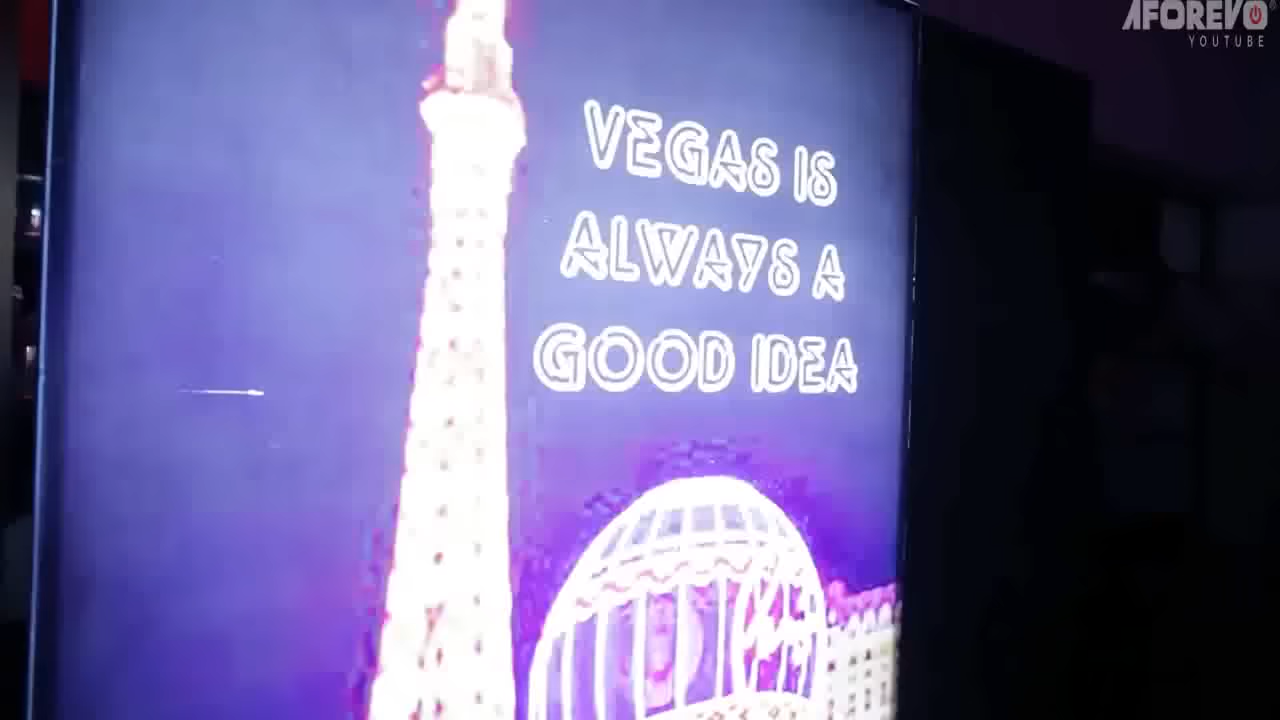 AFOREVO
YOUTUBE
VEGAS IS
ALWAYS A
GOOD IDEA